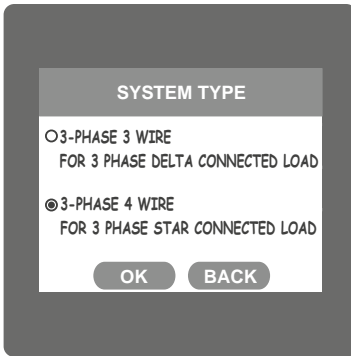 SYSTEM TYPE
3-PHASE 3 WIRE
FOR 3 PHASE DELTA CONNECTED LOAD
3-PHASE 4 WIRE
FOR 3 PHASE STAR CONNECTED LOAD
OK BACK